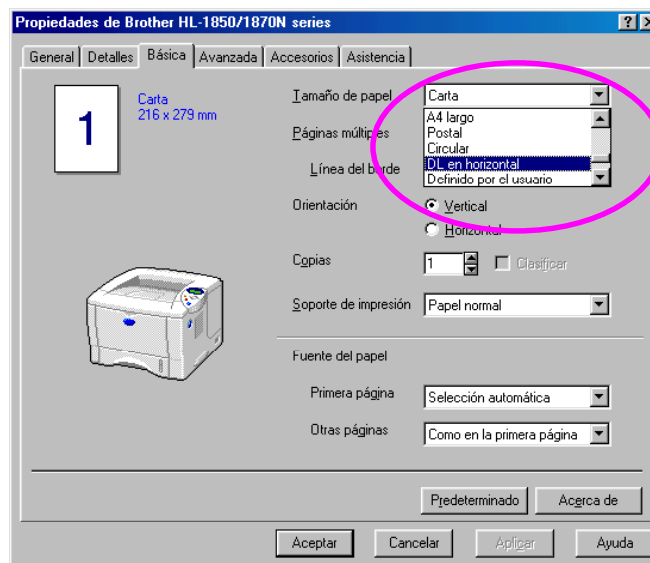 Propiedades de Brother HL-1850/1870N series
General Detalles Básica Avanzada Accesorios Asistencia
1
Carta
216 x 279 mm
Tamaño de papel Carta
A4 largo
Postal
Circular
DL en horizontal
Definido por el usuario
Páginas múltiples
Línea del borde
Orientación Vertical
Horizontal
Copias 1 Clasificar
Soporte de impresión Papel normal
Fuente del papel
Primera página Selección automática
Otras páginas Como en la primera página
Predeterminado Acerca de
Aceptar Cancelar Aplicar Ayuda